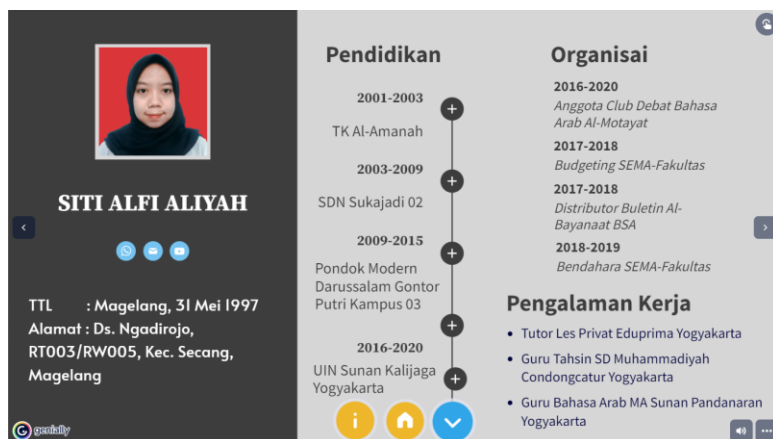 SITI ALFI ALIYAH
TTL : Magelang, 31 Mei 1997
Alamat : Ds. Ngadirojo,
RT003/RW005, Kec. Secang,
Magelang
genially
Pendidikan
2001-2003
TK Al-Amanah
2003-2009
SDN Sukajadi 02
2009-2015
Pondok Modern
Darussalam Gontor
Putri Kampus 03
2016-2020
UIN Sunan Kalijaga
Yogyakarta
Organisai
2016-2020
Anggota Club Debat Bahasa
Arab Al-Motayat
2017-2018
Budgeting SEMA-Fakultas
2017-2018
Distributor Buletin Al-
Bayanaat BSA
2018-2019
Bendahara SEMA-Fakultas
Pengalaman Kerja
Tutor Les Privat Eduprima Yogyakarta
Guru Tahsin SD Muhammadiyah
Condongcatur Yogyakarta
Guru Bahasa Arab MA Sunan Pandanaran
Yogyakarta